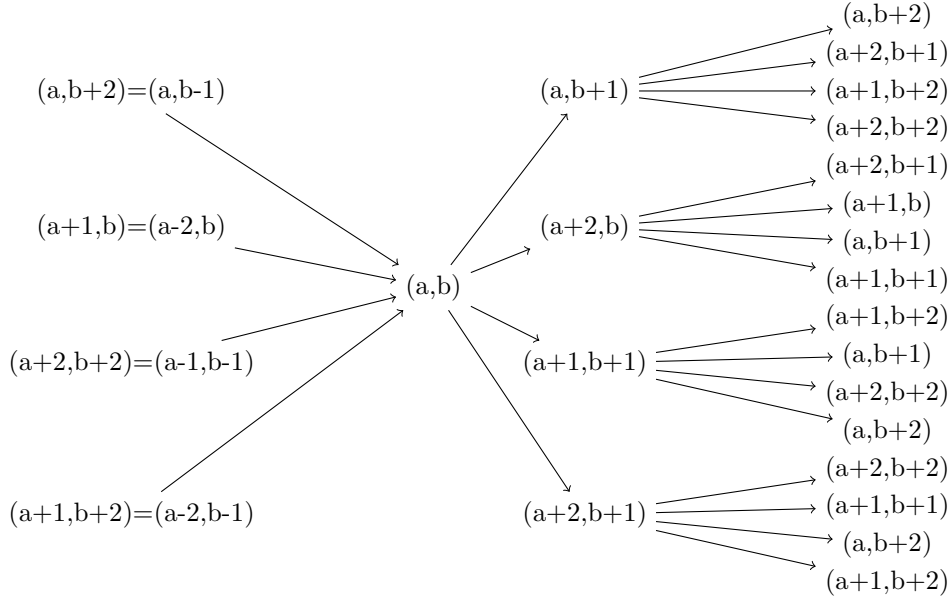 (a,b+2)=(a,b-1)
(a+1,b)=(a-2,b)
(a+2,b+2)=(a-1,b-1)
(a+1,b+2)=(a-2,b-1)
(a,b)
(a,b+1)
(a+2,b)
(a+1,b+1)
(a+2,b+1)
(a,b+2)
(a+2,b+1)
(a+1,b+2)
(a+2,b+2)
(a+2,b+1)
(a+1,b)
(a,b+1)
(a+1,b+1)
(a+1,b+2)
(a,b+1)
(a+2,b+2)
(a,b+2)
(a+2,b+2)
(a+1,b+1)
(a,b+2)
(a+1,b+2)